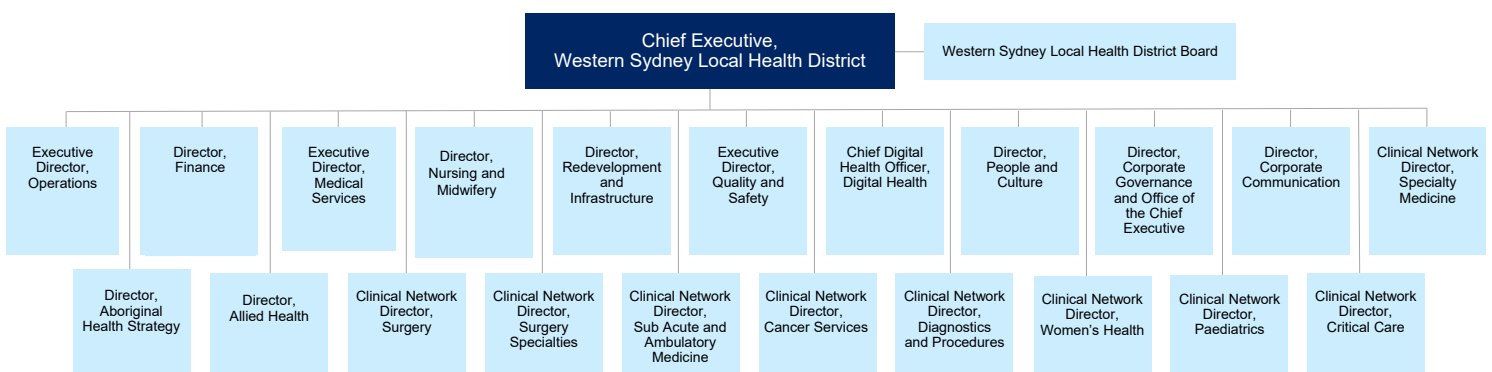 Chief Executive,
Western Sydney Local Health District
Western Sydney Local Health District Board
Executive
Director,
Operations
Director,
Finance
Executive
Director,
Medical
Services
Director,
Nursing and
Midwifery
Director,
Redevelopment
and
Infrastructure
Executive
Director,
Quality and
Safety
Chief Digital
Health Officer,
Digital Health
Director,
People and
Culture
Director,
Corporate
Governance
and Office of
the Chief
Executive
Director,
Corporate
Communication
Clinical Network
Director,
Specialty
Medicine
Director,
Aboriginal
Health Strategy
Director,
Allied Health
Clinical Network
Director,
Surgery
Clinical Network
Director,
Surgery
Specialties
Clinical Network
Director,
Sub Acute and
Ambulatory
Medicine
Clinical Network
Director,
Cancer Services
Clinical Network
Director,
Diagnostics
and Procedures
Clinical Network
Director,
Women’s Health
Clinical Network
Director,
Paediatrics
Clinical Network
Director,
Critical Care